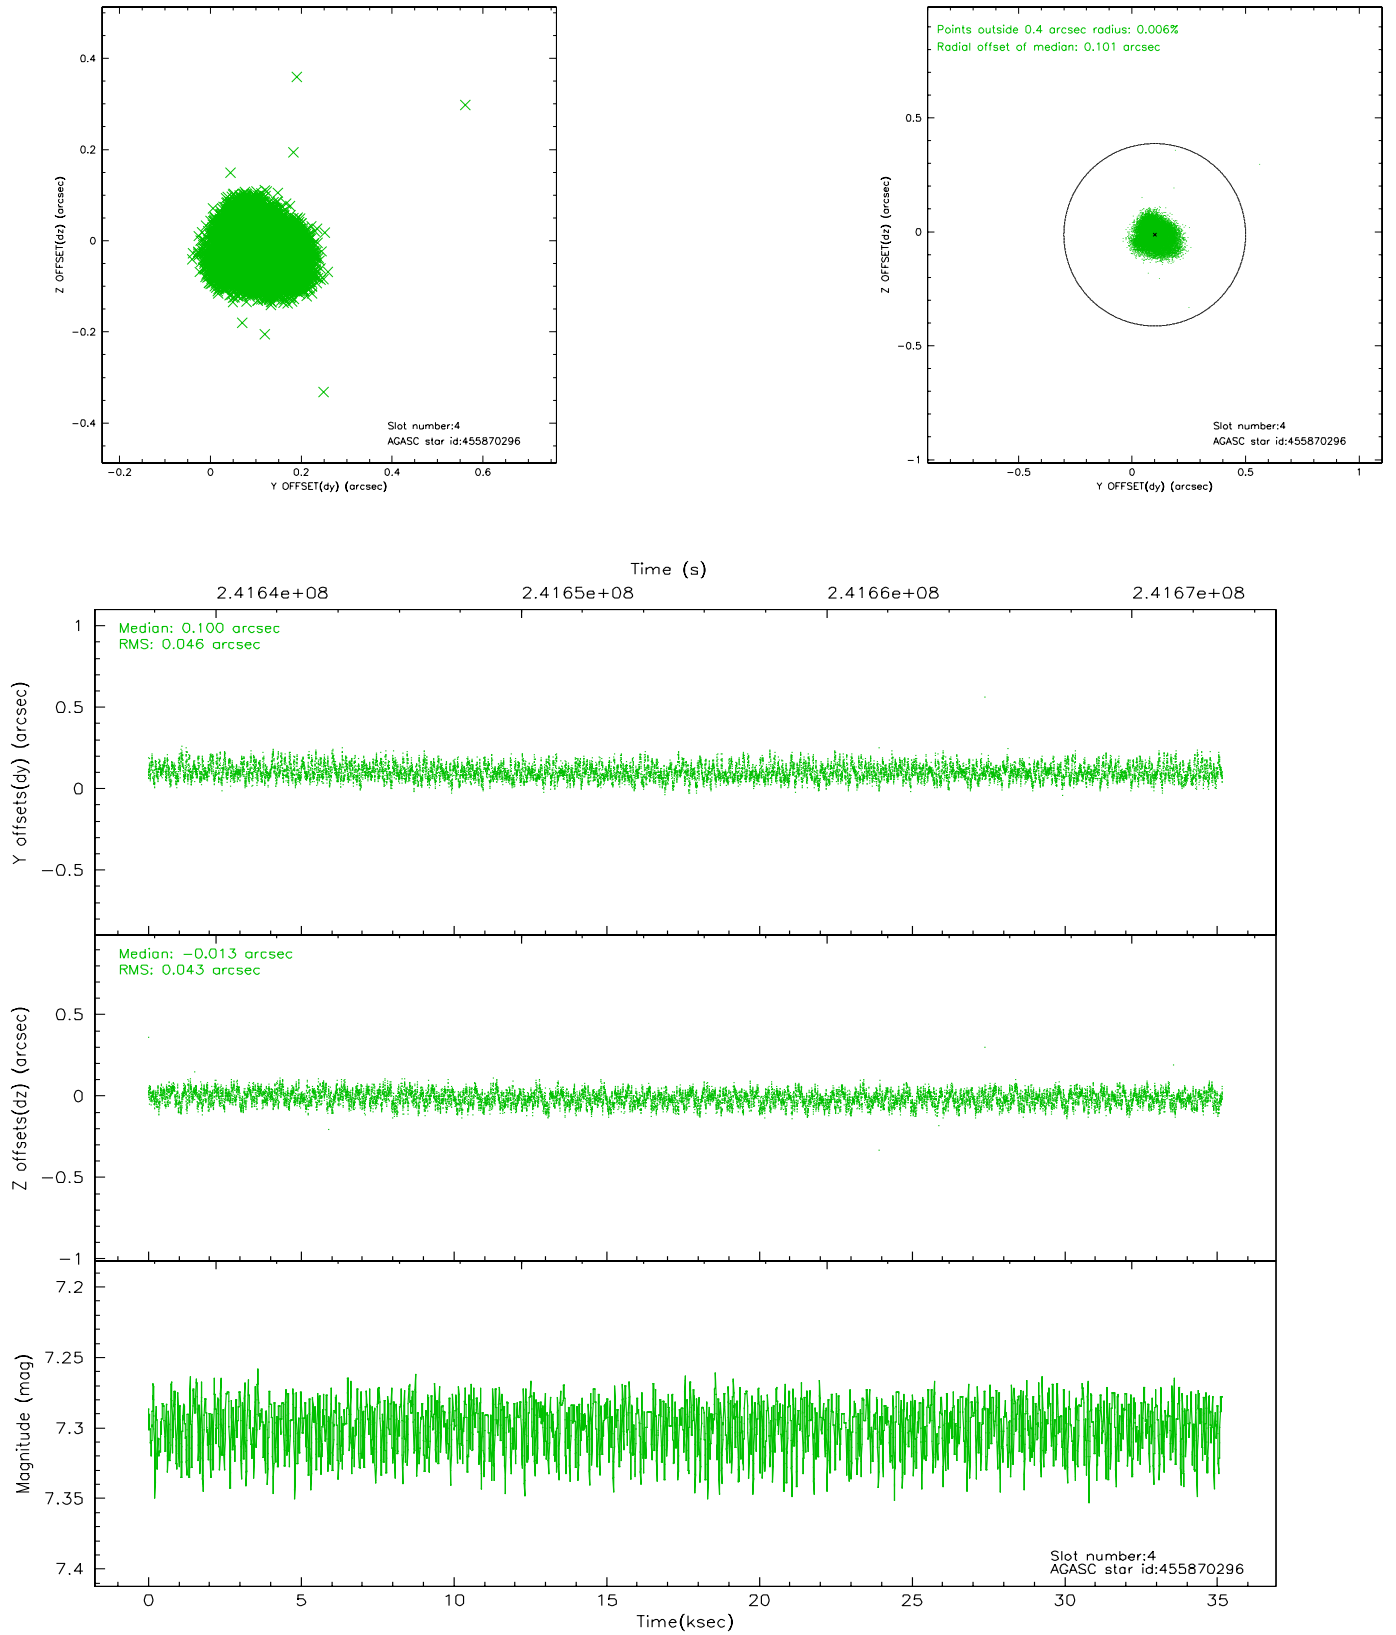 0.4
0.2
0
−0.2
−0.4
Z OFFSET(dz) (arcsec)
Slot number:4
AGASC star id:455870296
−0.2
0
0.2
0.4
0.6
Y OFFSET(dy) (arcsec)
Points outside 0.4 arcsec radius: 0.006%
Radial offset of median: 0.101 arcsec
0.5
0
−0.5
−1
Z OFFSET(dz) (arcsec)
Slot number:4
AGASC star id:455870296
−0.5
0
0.5
1
Y OFFSET(dy) (arcsec)
Time (s)
2.4164e+08
2.4165e+08
2.4166e+08
2.4167e+08
Median: 0.100 arcsec
RMS: 0.046 arcsec
1
0.5
0
−0.5
Y offsets(dy) (arcsec)
Median: −0.013 arcsec
RMS: 0.043 arcsec
0.5
0
−0.5
−1
Z offsets(dz) (arcsec)
7.2
7.25
7.3
7.35
7.4
Magnitude (mag)
Slot number:4
AGASC star id:455870296
0
5
10
15
20
25
30
35
Time(ksec)